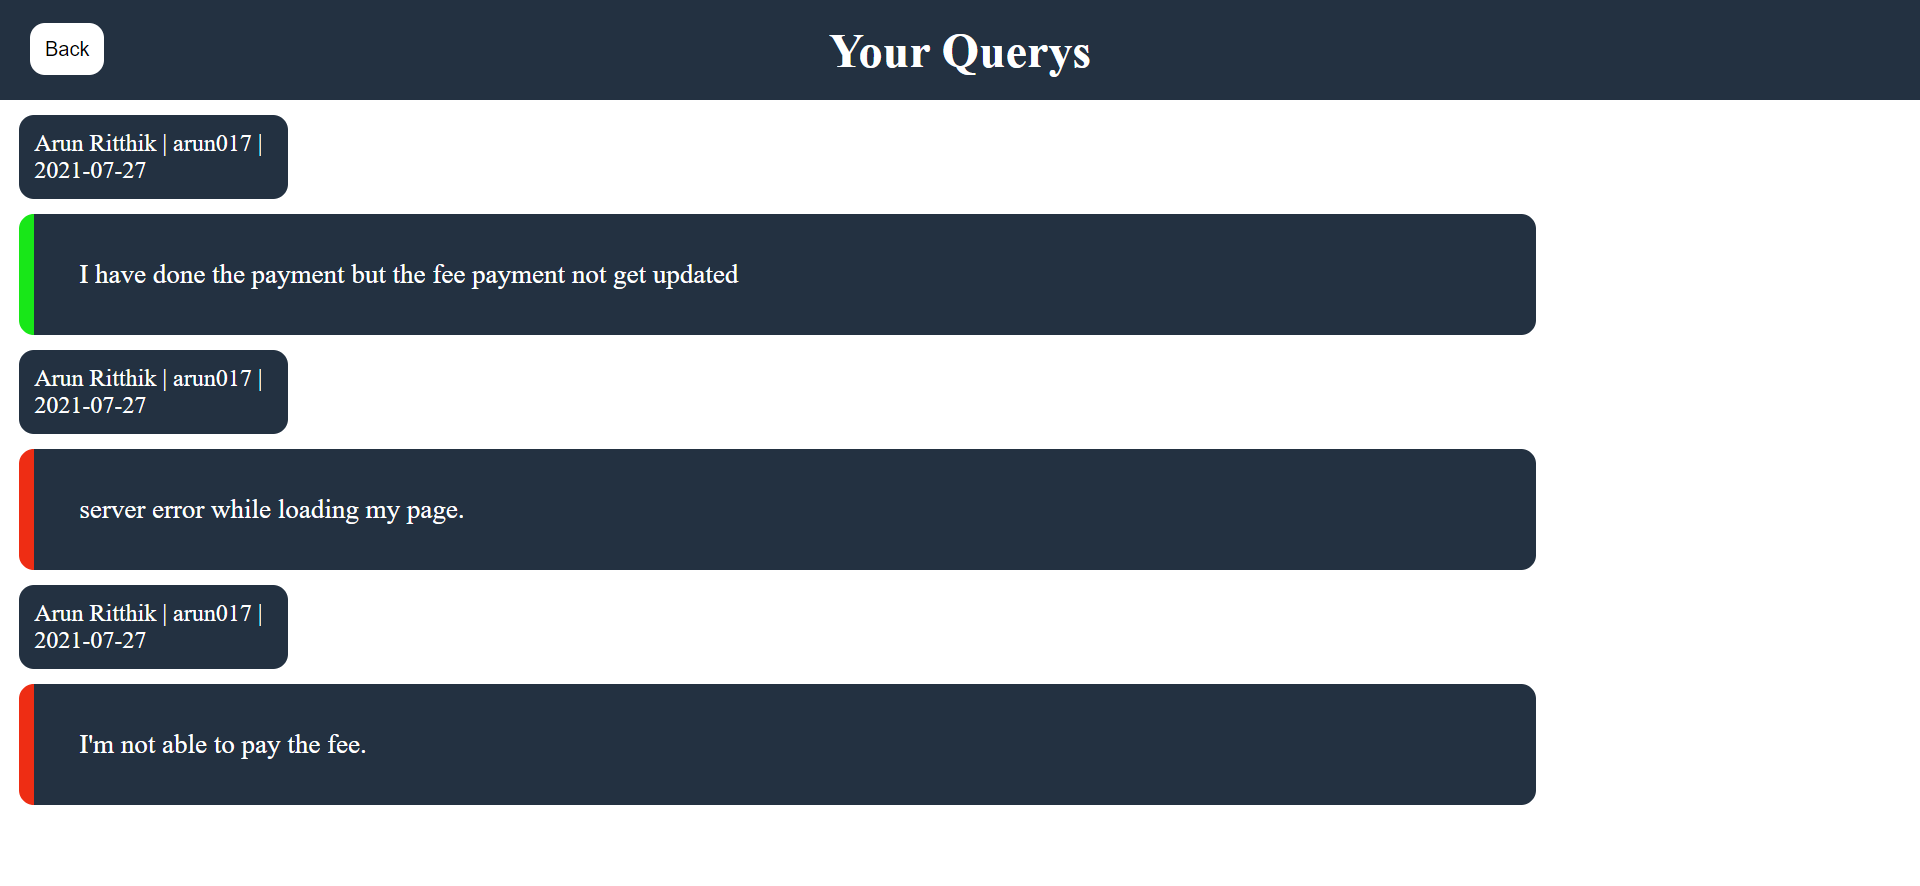 Back
Your Querys
Arun Ritthik | arun017 |
2021-07-27
I have done the payment but the fee payment not get updated
Arun Ritthik | arun017 |
2021-07-27
server error while loading my page.
Arun Ritthik | arun017 |
2021-07-27
I'm not able to pay the fee.